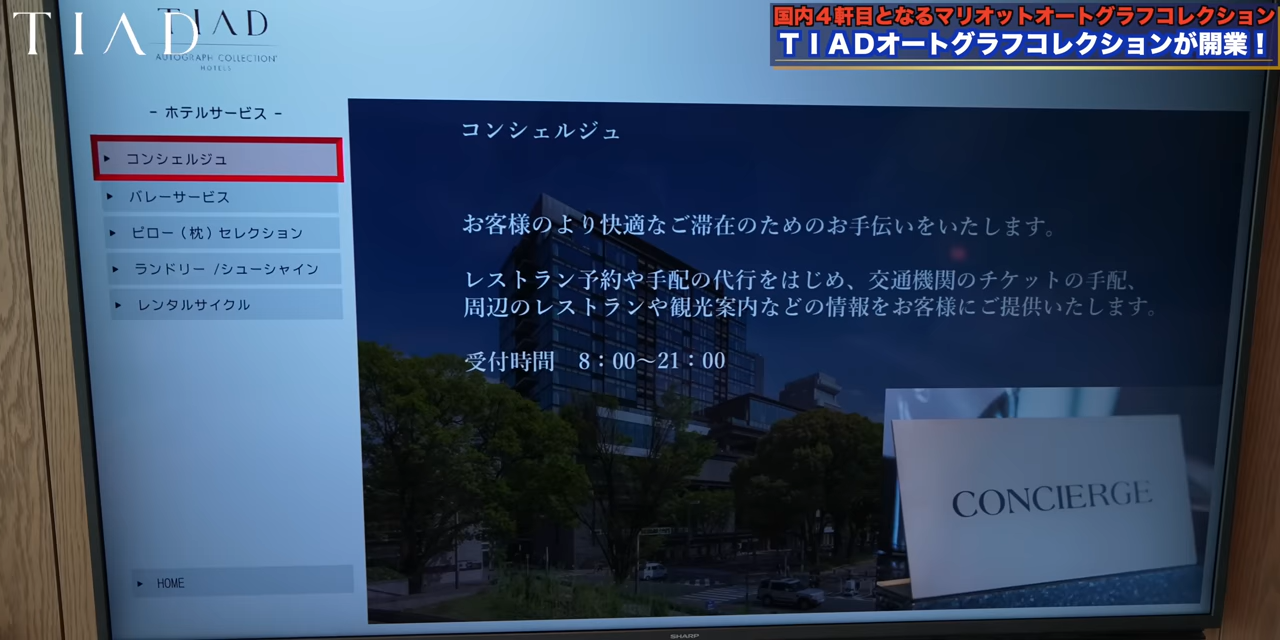 TIAD
TIAD
AUTOGRAPH COLLECTION
HOTELS
国内４軒目となるマリオットオートグラフコレクション
ＴＩＡＤオートグラフコレクションが開業！
- ホテルサービス -
コンシェルジュ
バレーサービス
ピロー（枕）セレクション
ランドリー /シューシャイン
レンタルサイクル
HOME
コンシェルジュ
お客様のより快適なご滞在のためのお手伝いをいたします。
レストラン予約や手配の代行をはじめ、交通機関のチケットの手配、
周辺のレストランや観光案内などの情報をお客様にご提供いたします。
受付時間　8：00～21：00
CONCIERGE
SHARP